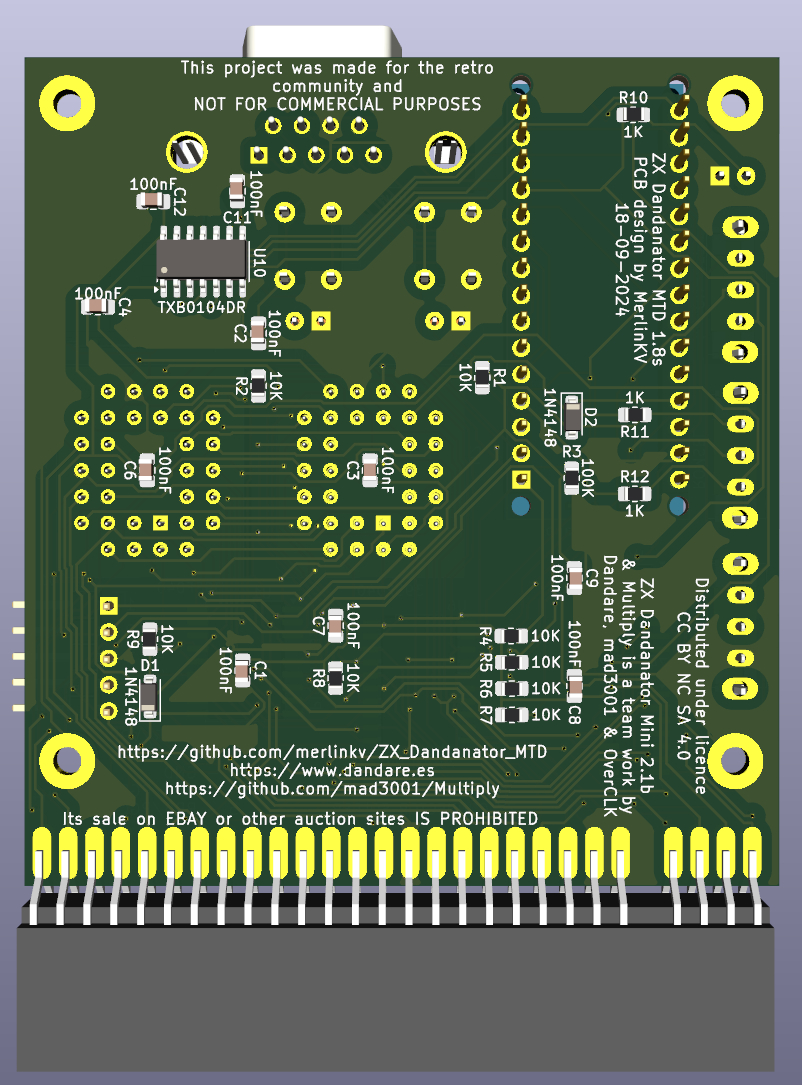 This project was made for the retro
community and
NOT FOR COMMERCIAL PURPOSES
R10
1K
ZX Dandanator MTD 1.8s
PCB design by MerlinKV
18-09-2024
100nF
C12
100nF
C11
U10
TXB0104DR
100nF
C4
C2
100nF
R2
10K
R1
10K
1N4148
D2
1K
R11
R3
100K
R12
1K
C6
100nF
C3
100nF
100nF
C9
ZX Dandanator Mini 2.1b
& Multiply is a team work by
Dandare, mad3001 & OverCLK
Distributed under licence
CC BY NC SA 4.0
R9
10K
D1
1N4148
100nF
C1
C7
100nF
R8
10K
R4
10K
R5
10K
R6
10K
R7
10K
100nF
C8
https://github.com/merlinkv/ZX_Dandanator_MTD
https://www.dandare.es
https://github.com/mad3001/Multiply
Its sale on EBAY or other auction sites IS PROHIBITED